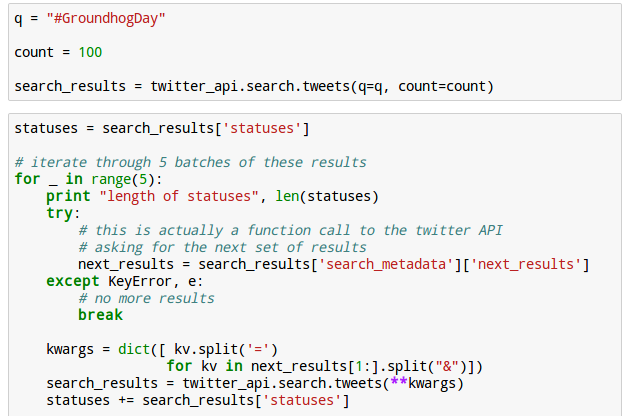 q = "#GroundhogDay"
count = 100
search_results = twitter_api.search.tweets(q=q, count=count)
statuses = search_results['statuses']
# iterate through 5 batches of these results
for _ in range(5):
    print "length of statuses", len(statuses)
    try:
        # this is actually a function call to the twitter API
        # asking for the next set of results
        next_results = search_results['search_metadata']['next_results']
    except KeyError, e:
        # no more results
        break
    kwargs = dict([ kv.split('=')
                   for kv in next_results[1:].split("&")])
    search_results = twitter_api.search.tweets(**kwargs)
    statuses += search_results['statuses']